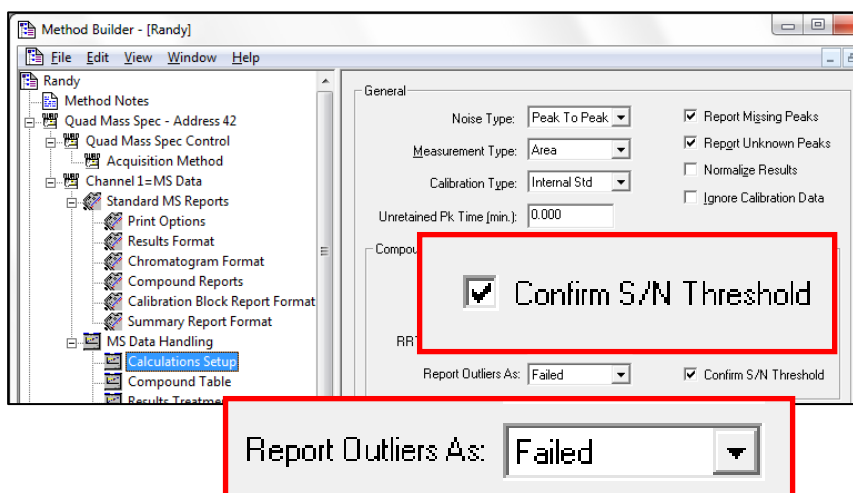 Method Builder - [Randy]
File Edit View Window Help
Randy
Method Notes
Quad Mass Spec - Address 42
Quad Mass Spec Control
Acquisition Method
Channel 1=MS Data
Standard MS Reports
Print Options
Results Format
Chromatogram Format
Compound Reports
Calibration Block Report Format
Summary Report Format
MS Data Handling
Calculations Setup
Compound Table
General
Noise Type: Peak To Peak
Measurement Type: Area
Calibration Type: Internal Std
Unretained Pk Time (min.): 0.000
Report Missing Peaks
Report Unknown Peaks
Normalize Results
Ignore Calibration Data
Confirm S/N Threshold
Report Outliers As: Failed
Confirm S/N Threshold
Report Outliers As: Failed